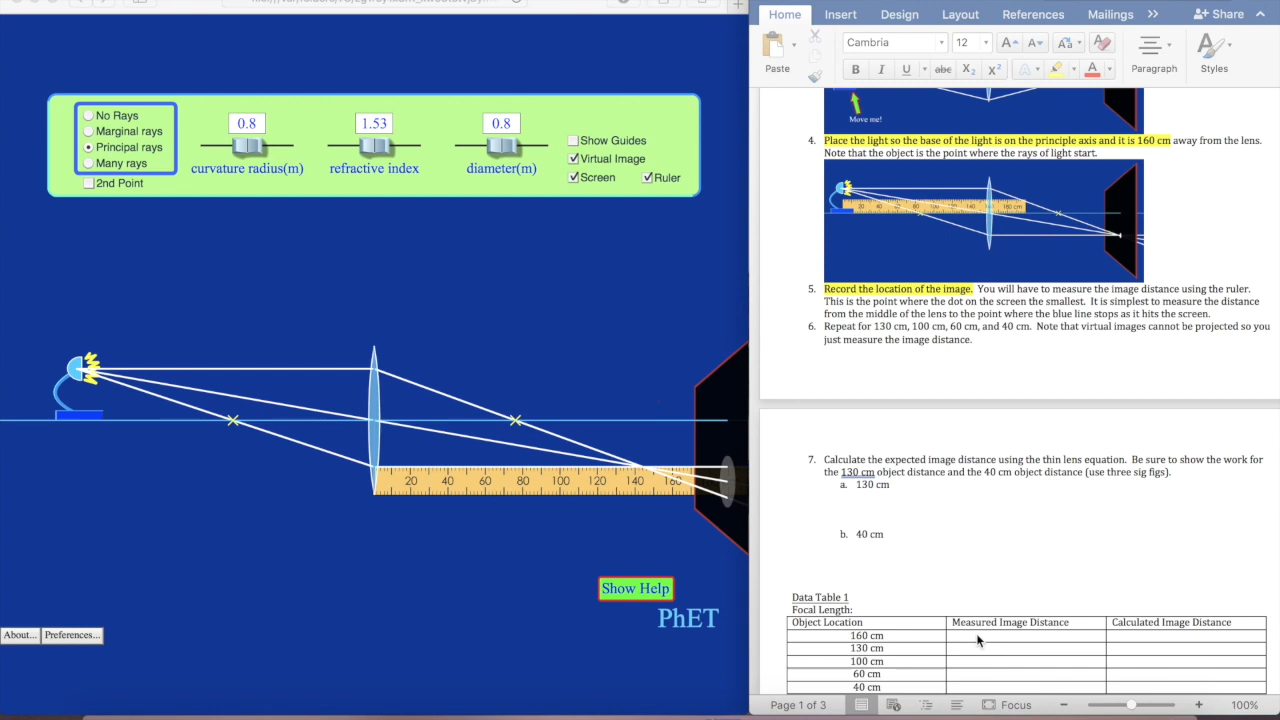 Home Insert Design Layout References Mailings Share
Cambria 12
Paste
B I U abc X2 X2 A A
Paragraph
Styles
No Rays
Marginal rays
Principal rays
Many rays
2nd Point
0.8
curvature radius(m)
1.53
refractive index
0.8
diameter(m)
Show Guides
Virtual Image
Screen Ruler
20 40 60 80 100 120 140 160
Show Help
PhET
About... Preferences...
Move me!
4. Place the light so the base of the light is on the principle axis and it is 160 cm away from the lens.
Note that the object is the point where the rays of light start.
5. Record the location of the image. You will have to measure the image distance using the ruler.
This is the point where the dot on the screen the smallest. It is simplest to measure the distance
from the middle of the lens to the point where the blue line stops as it hits the screen.
6. Repeat for 130 cm, 100 cm, 60 cm, and 40 cm. Note that virtual images cannot be projected so you
just measure the image distance.
7. Calculate the expected image distance using the thin lens equation. Be sure to show the work for
the 130 cm object distance and the 40 cm object distance (use three sig figs).
a. 130 cm
b. 40 cm
Data Table 1
Focal Length:
Object Location Measured Image Distance Calculated Image Distance
160 cm
130 cm
100 cm
60 cm
40 cm
Page 1 of 3 Focus 100%